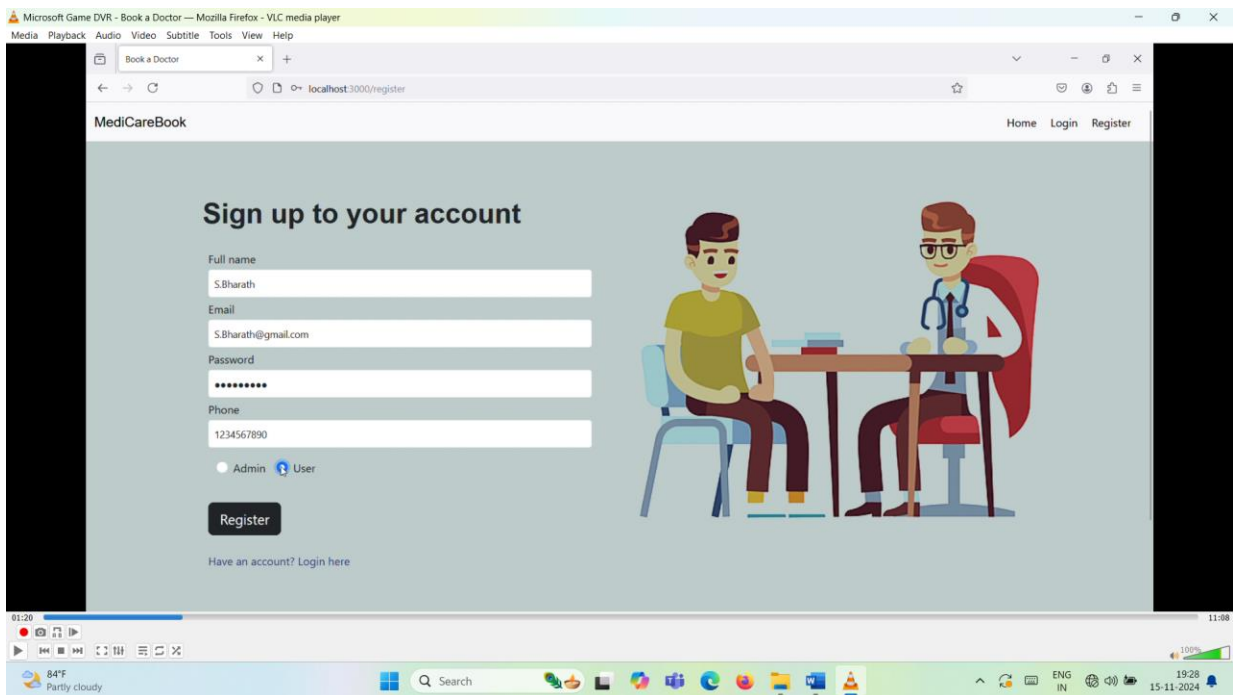 Microsoft Game DVR - Book a Doctor — Mozilla Firefox - VLC media player
Media Playback Audio Video Subtitle Tools View Help
Book a Doctor
localhost:3000/register
MediCareBook
Home Login Register
Sign up to your account
Full name
S.Bharath
Email
S.Bharath@gmail.com
Password
•••••••••
Phone
1234567890
Admin User
Register
Have an account? Login here
01:20
11:08
100%
84°F
Partly cloudy
Search
ENG
IN
19:28
15-11-2024